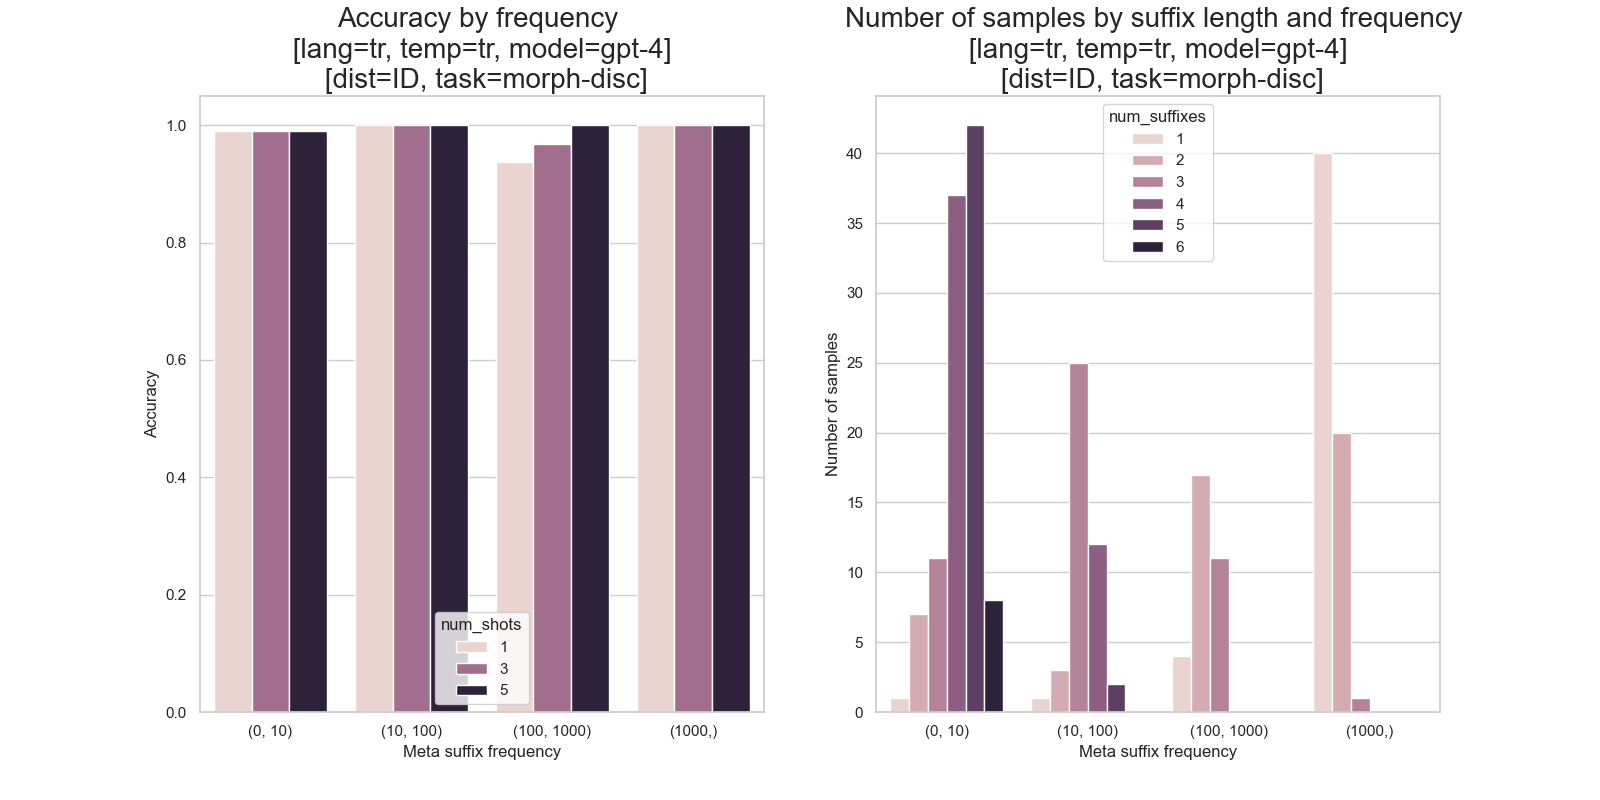 Accuracy by frequency
[lang=tr, temp=tr, model=gpt-4]
[dist=ID, task=morph-disc]
1.0
0.8
0.6
0.4
0.2
0.0
Accuracy
num_shots
1
3
5
(0, 10)
(10, 100)
(100, 1000)
(1000,)
Meta suffix frequency
Number of samples by suffix length and frequency
[lang=tr, temp=tr, model=gpt-4]
[dist=ID, task=morph-disc]
40
35
30
25
20
15
10
5
0
Number of samples
num_suffixes
1
2
3
4
5
6
(0, 10)
(10, 100)
(100, 1000)
(1000,)
Meta suffix frequency